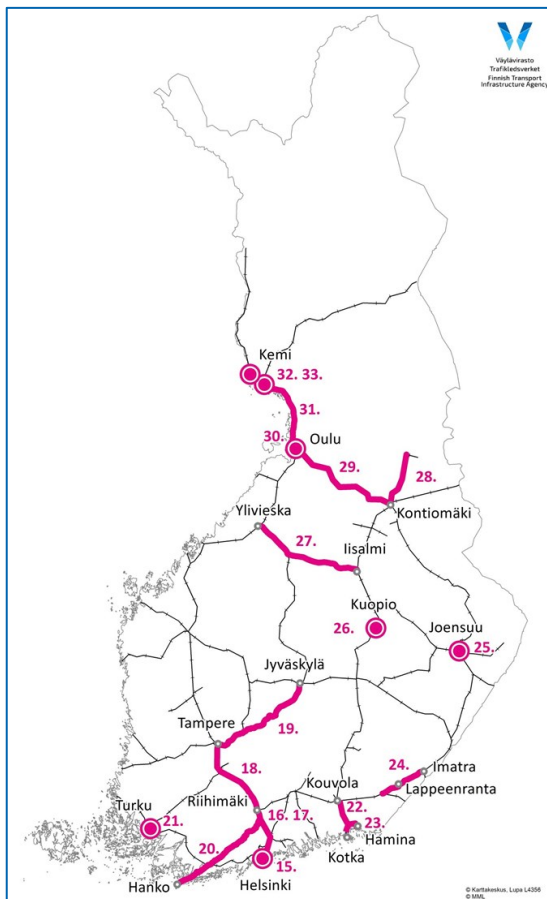 Väylävirasto
Trafikledsverket
Finnish Transport
Infrastructure Agency
Kemi
32. 33.
31.
30.
Oulu
29.
28.
Ylivieska
Kontiomäki
27.
Iisalmi
Kuopio
26.
Joensuu
25.
Jyväskylä
Tampere
19.
18.
24.
Imatra
Kouvola
Lappeenranta
Turku
Riihimäki
22.
21.
16. 17.
23.
Hamina
20.
15.
Kotka
Hanko
Helsinki
© Karttakeskus, Lupa L4356
© MML